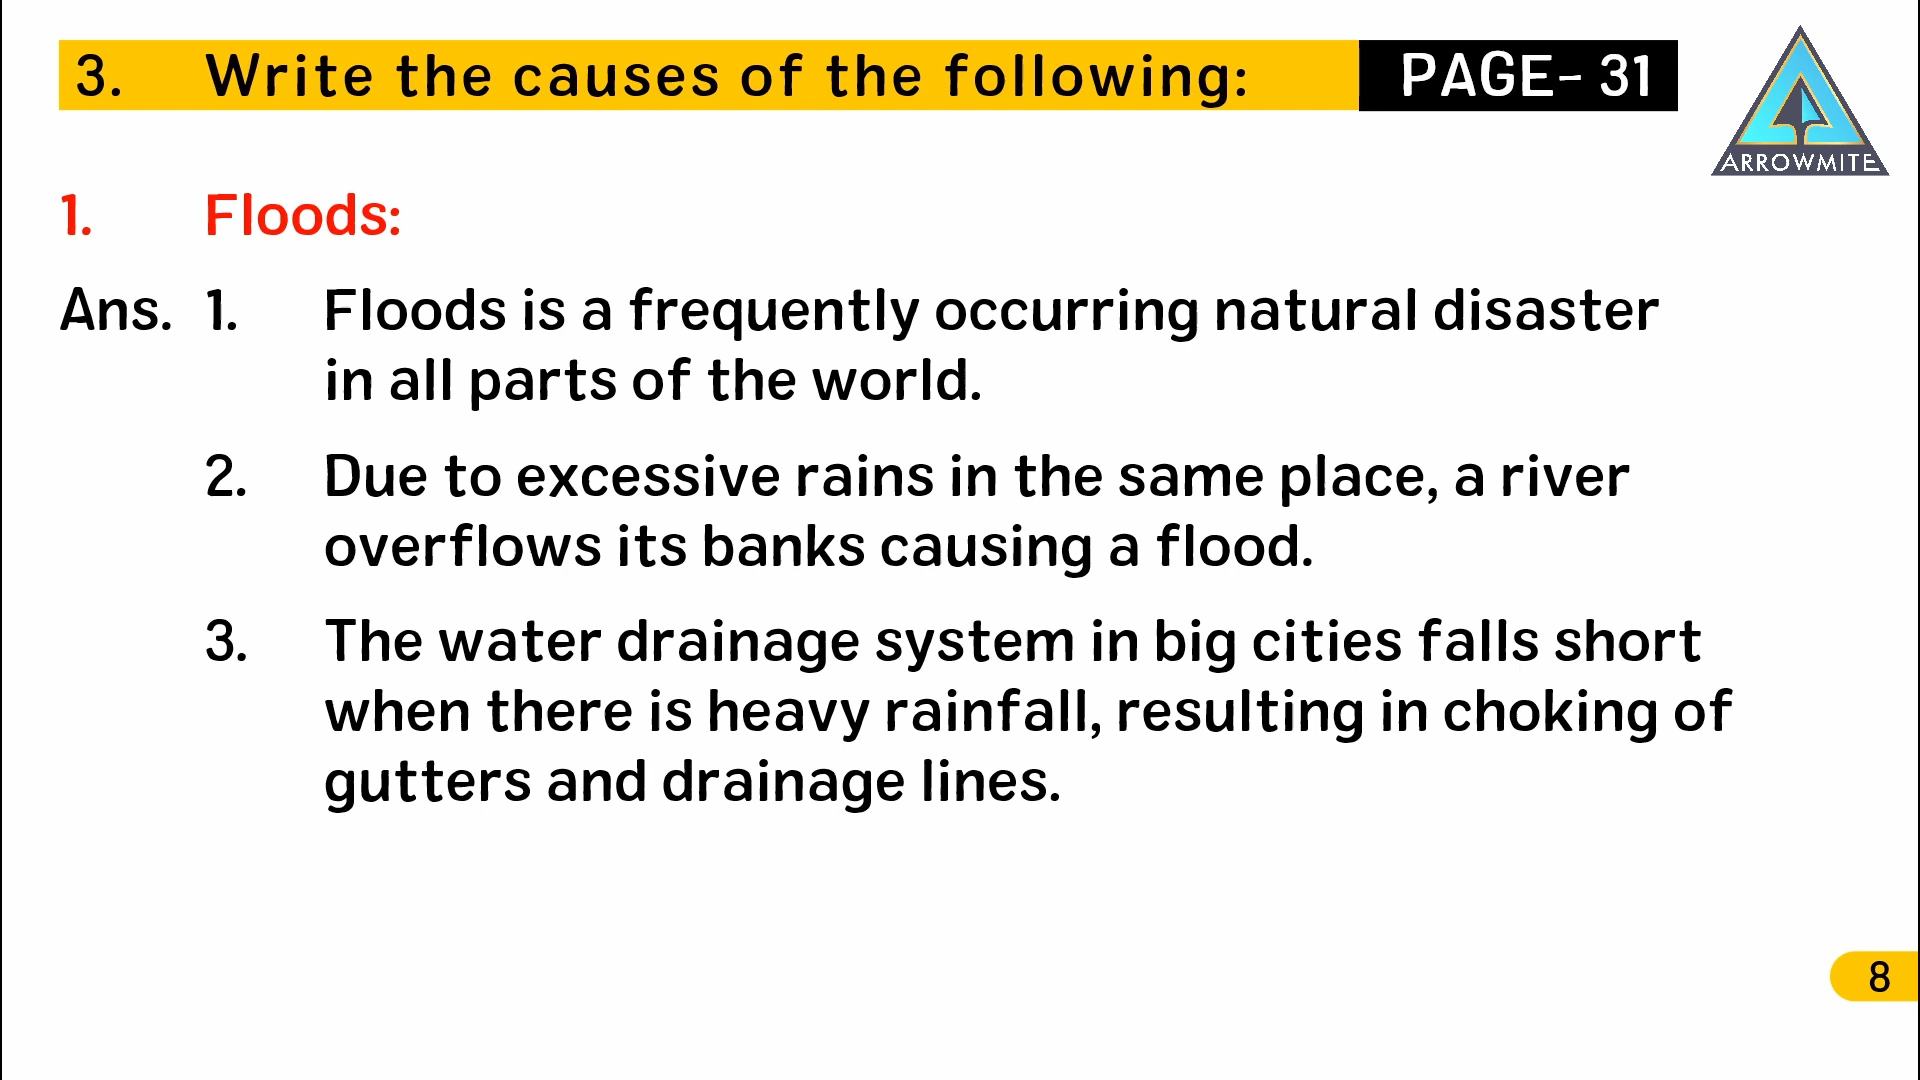 3. Write the causes of the following: PAGE- 31
ARROWMITE
1. Floods:
Ans. 1. Floods is a frequently occurring natural disaster
in all parts of the world.
2. Due to excessive rains in the same place, a river
overflows its banks causing a flood.
3. The water drainage system in big cities falls short
when there is heavy rainfall, resulting in choking of
gutters and drainage lines.
8